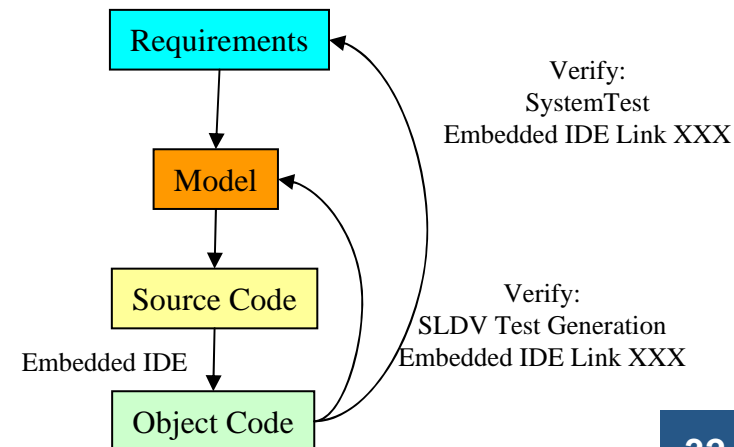 Requirements
Verify:
SystemTest
Embedded IDE Link XXX
Model
Source Code
Verify:
SLDV Test Generation
Embedded IDE Link XXX
Embedded IDE
Object Code